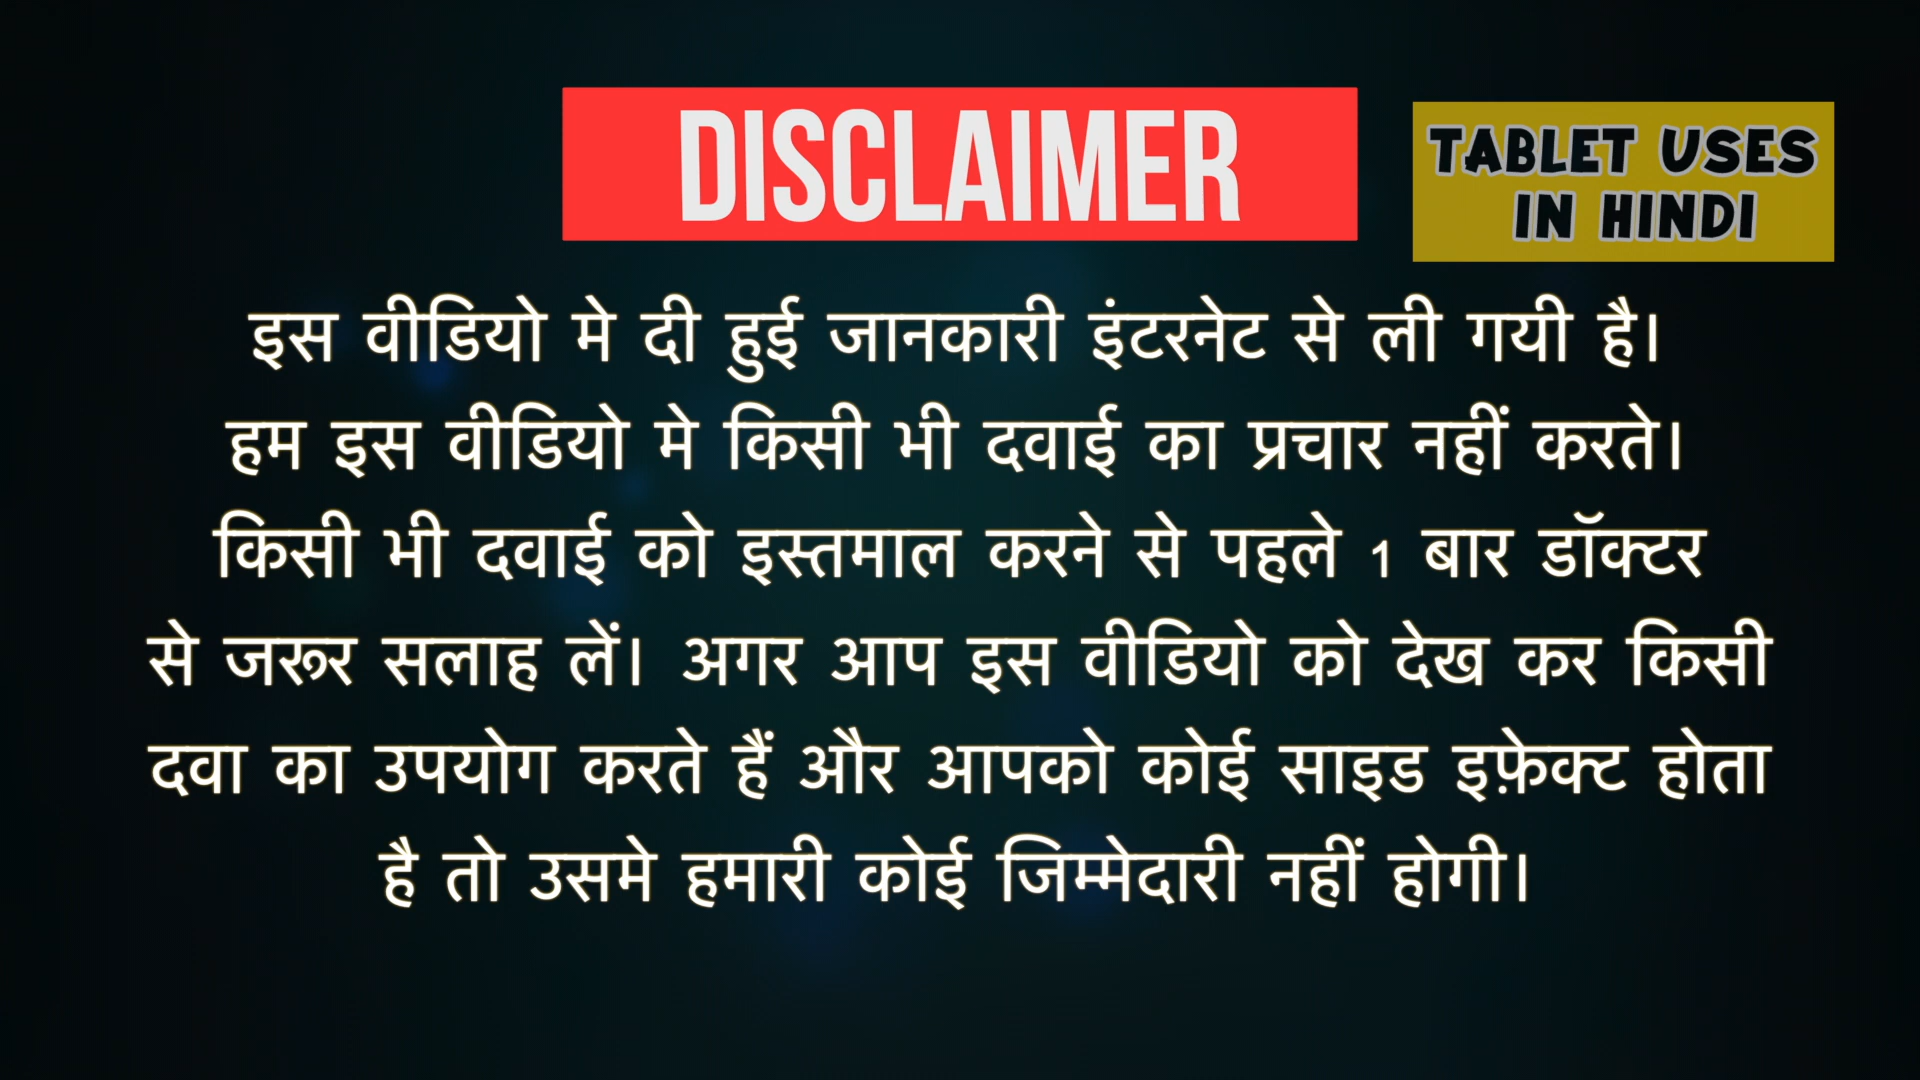 DISCLAIMER
TABLET USES
IN HINDI
इस वीडियो मे दी हुई जानकारी इंटरनेट से ली गयी है।
हम इस वीडियो मे किसी भी दवाई का प्रचार नहीं करते।
किसी भी दवाई को इस्तमाल करने से पहले 1 बार डॉक्टर
से जरूर सलाह लें। अगर आप इस वीडियो को देख कर किसी
दवा का उपयोग करते हैं और आपको कोई साइड इफ़ेक्ट होता
है तो उसमे हमारी कोई जिम्मेदारी नहीं होगी।